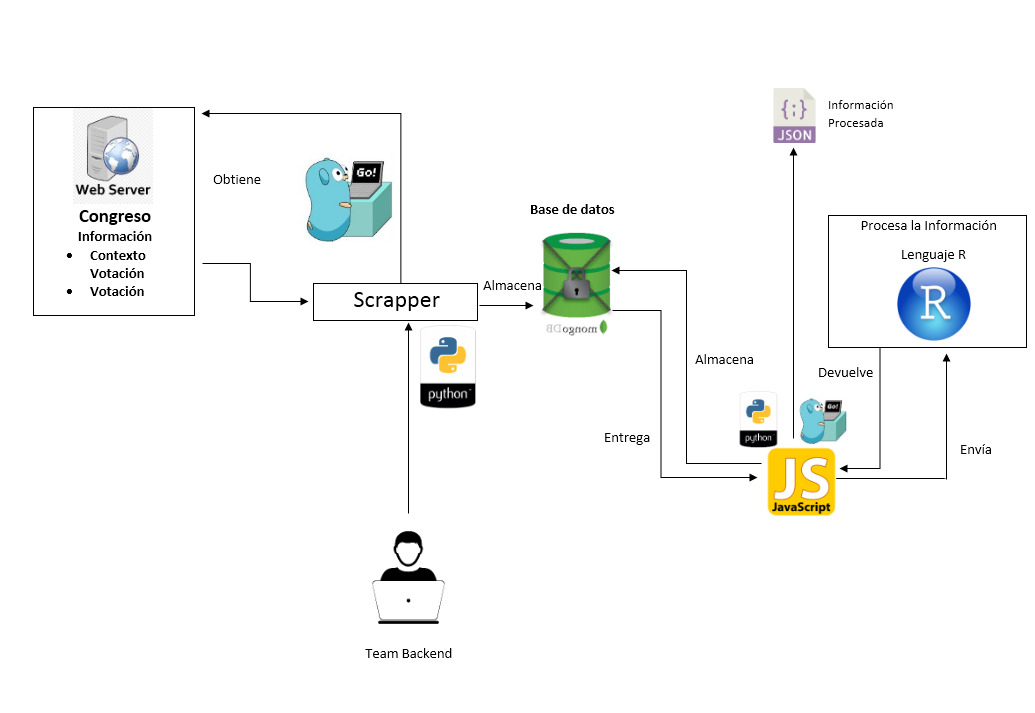 Web Server
Congreso
Información
Contexto
Votación
Votación
Obtiene
Go!
Scrapper
python
Team Backend
Almacena
Base de datos
mongoDB
Almacena
Entrega
{;}
JSON
Información
Procesada
Procesa la Información
Lenguaje R
R
Devuelve
Envía
python
Go!
JS
JavaScript